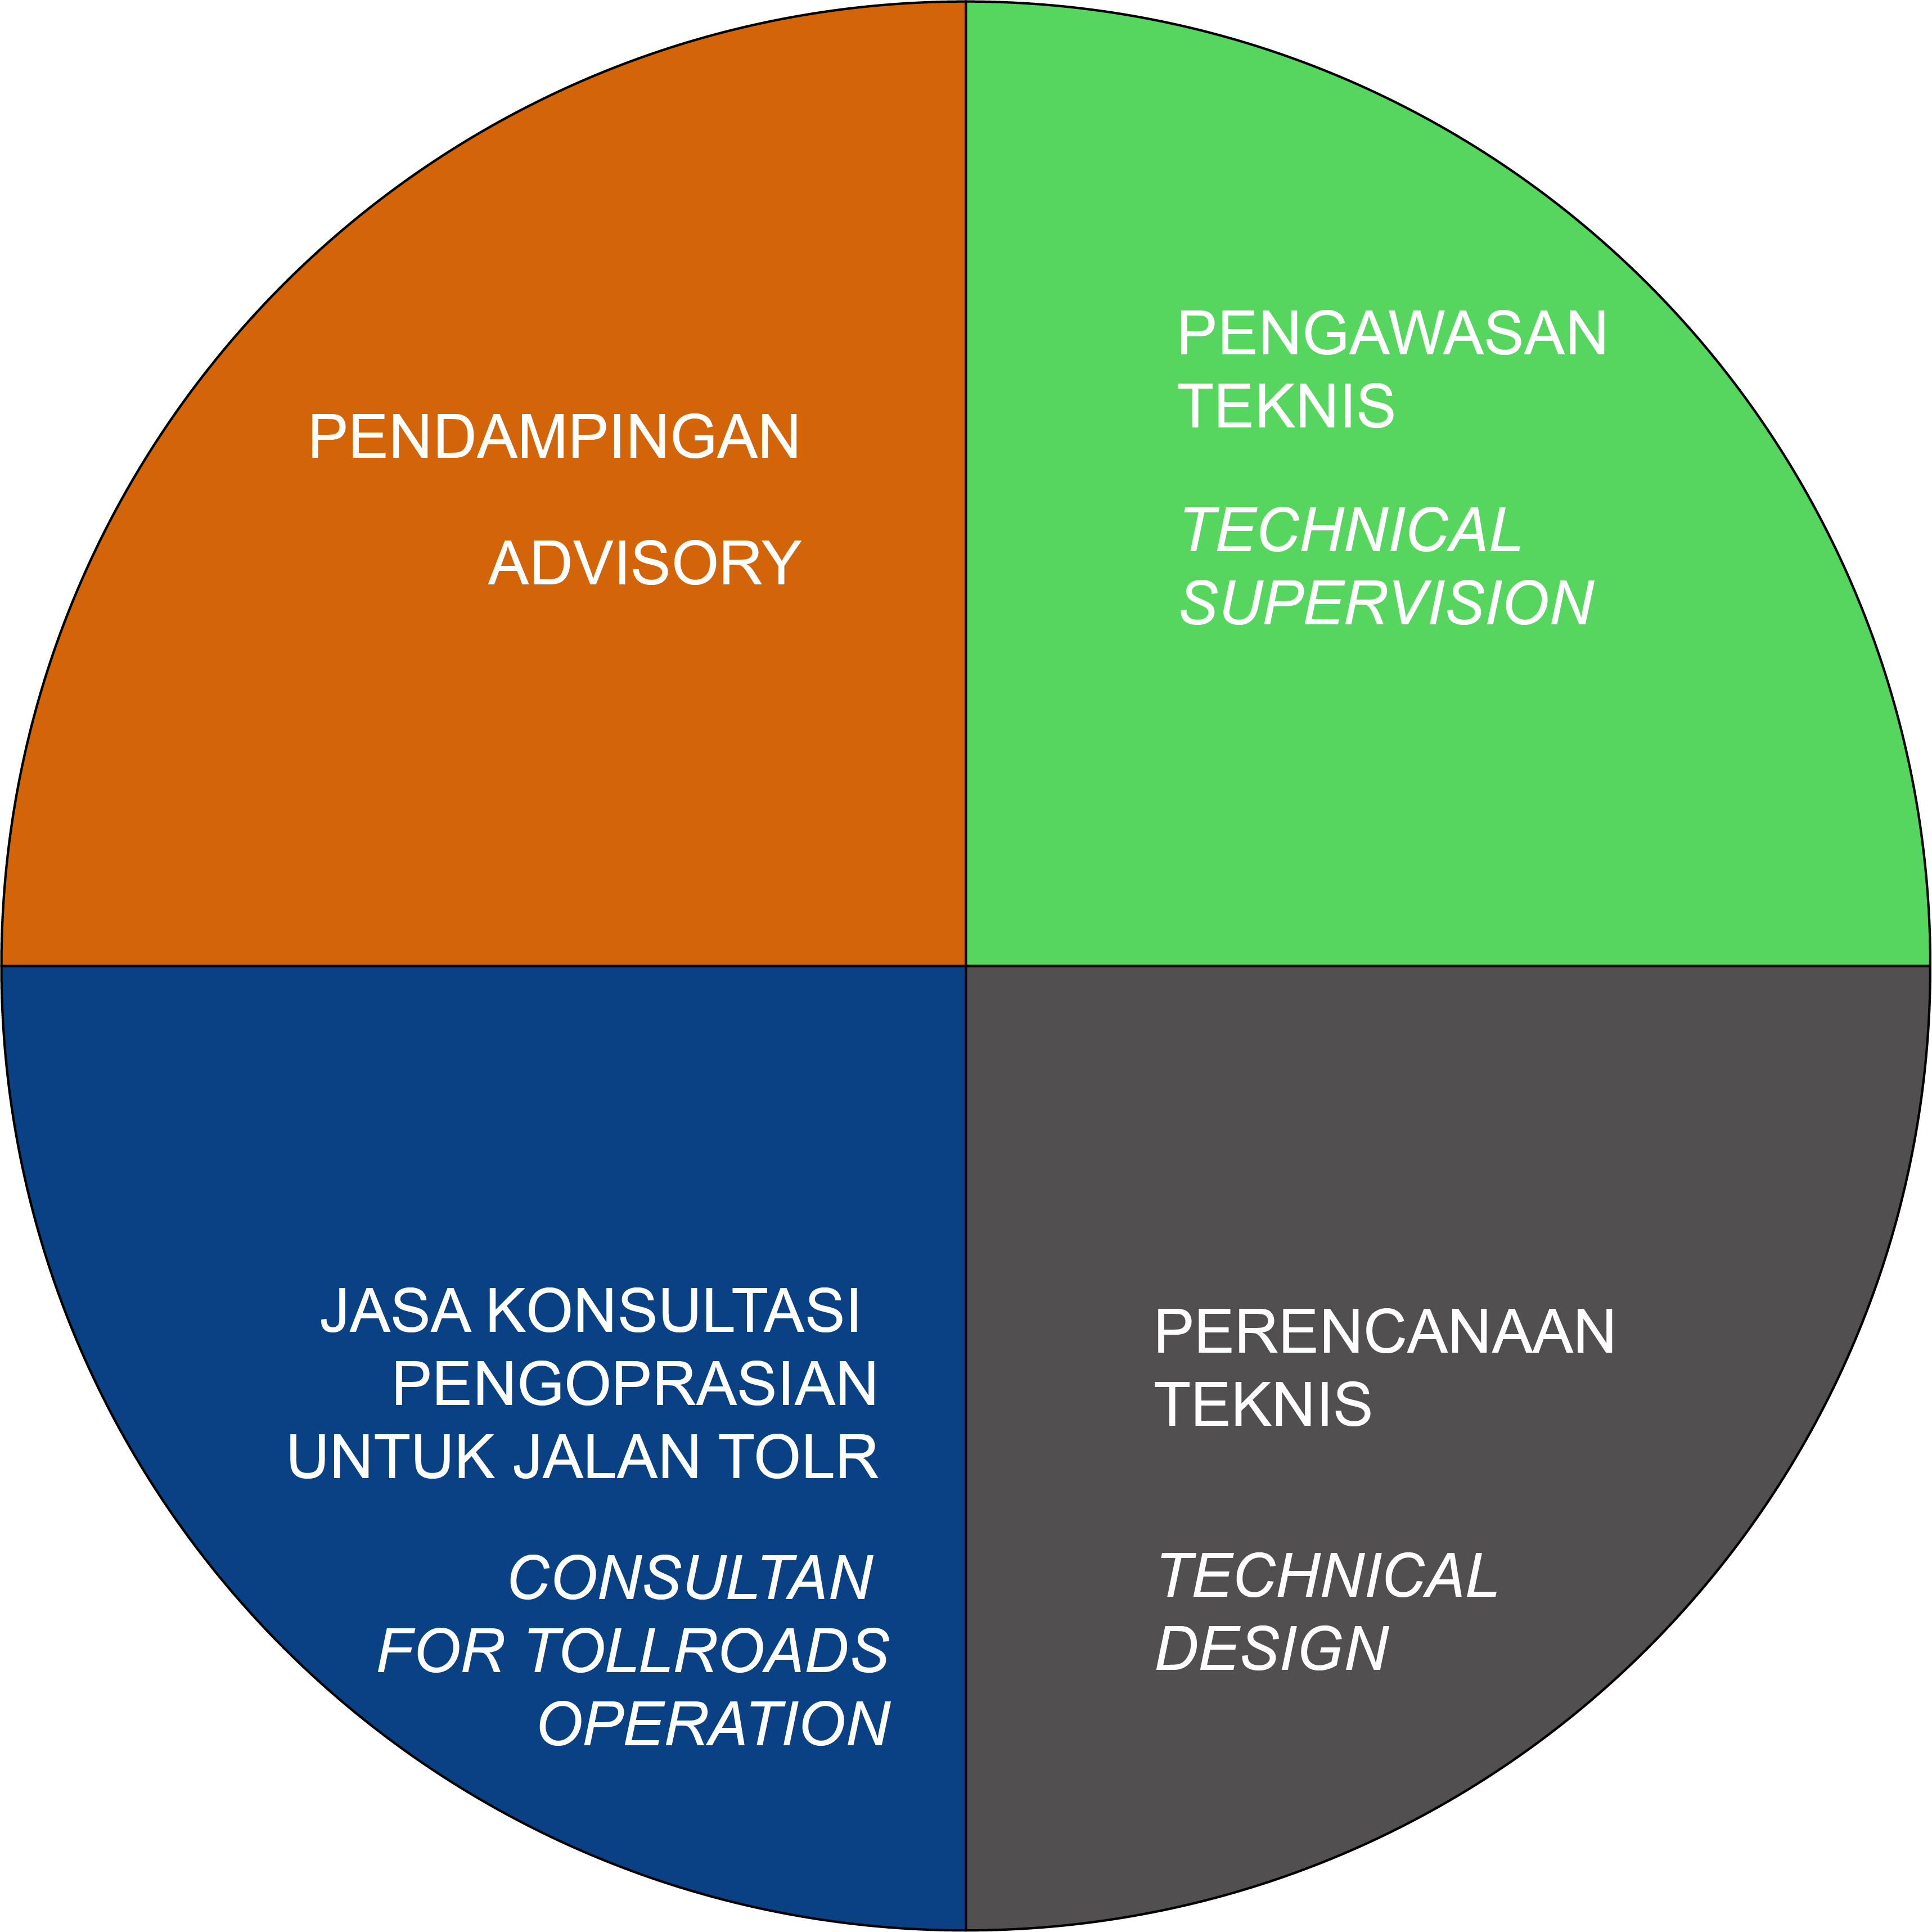 PENDAMPINGAN
ADVISORY
PENGAWASAN
TEKNIS
TECHNICAL
SUPERVISION
JASA KONSULTASI
PENGOPRASIAN
UNTUK JALAN TOLR
CONSULTAN
FOR TOLLROADS
OPERATION
PERENCANAAN
TEKNIS
TECHNICAL
DESIGN